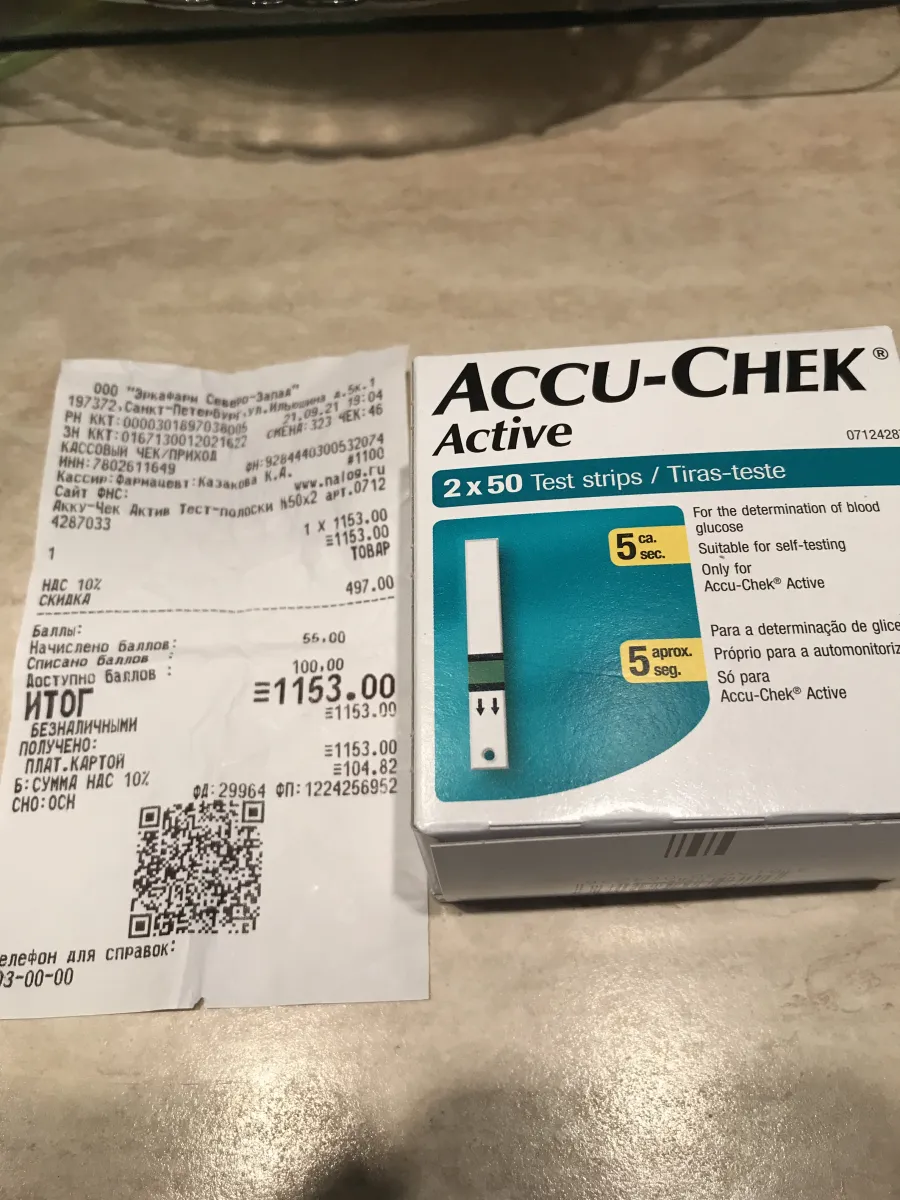 ООО "Эркафарм Северо-Запад"
197372,Санкт-Петербург,ул.Ильюшина д.5к.1
РН ККТ:0000301897038005 21.09.21 19:04
ЗН ККТ:0167130012021622 СМЕНА:323 ЧЕК:46
КАССОВЫЙ ЧЕК/ПРИХОД
ИНН:7802611649 ФН:9284440300532074
Кассир:Фармацевт:Казакова К.А. #1100
Сайт ФНС: www.nalog.ru
Акку-Чек Актив Тест-полоски N50х2 арт.0712
4287033
1 X 1153.00
≡1153.00
1 ТОВАР
НДС 10%
СКИДКА 497.00
Баллы:
Начислено баллов: 55.00
Списано баллов :
Доступно баллов : 100,00
ИТОГ ≡1153.00
БЕЗНАЛИЧНЫМИ ≡1153.00
ПОЛУЧЕНО:
ПЛАТ.КАРТОЙ ≡1153.00
Б:СУММА НДС 10% ≡104.82
СНО:ОСН ФД:29964 ФП:1224256952
елефон для справок:
03-00-00
ACCU-CHEK®
Active
0712428
2 x 50 Test strips / Tiras-teste
For the determination of blood
glucose
5 ca. sec.
Suitable for self-testing
Only for
Accu-Chek® Active
Para a determinação de glice
5 aprox. seg.
Próprio para a automonitoriz
Só para
Accu-Chek® Active